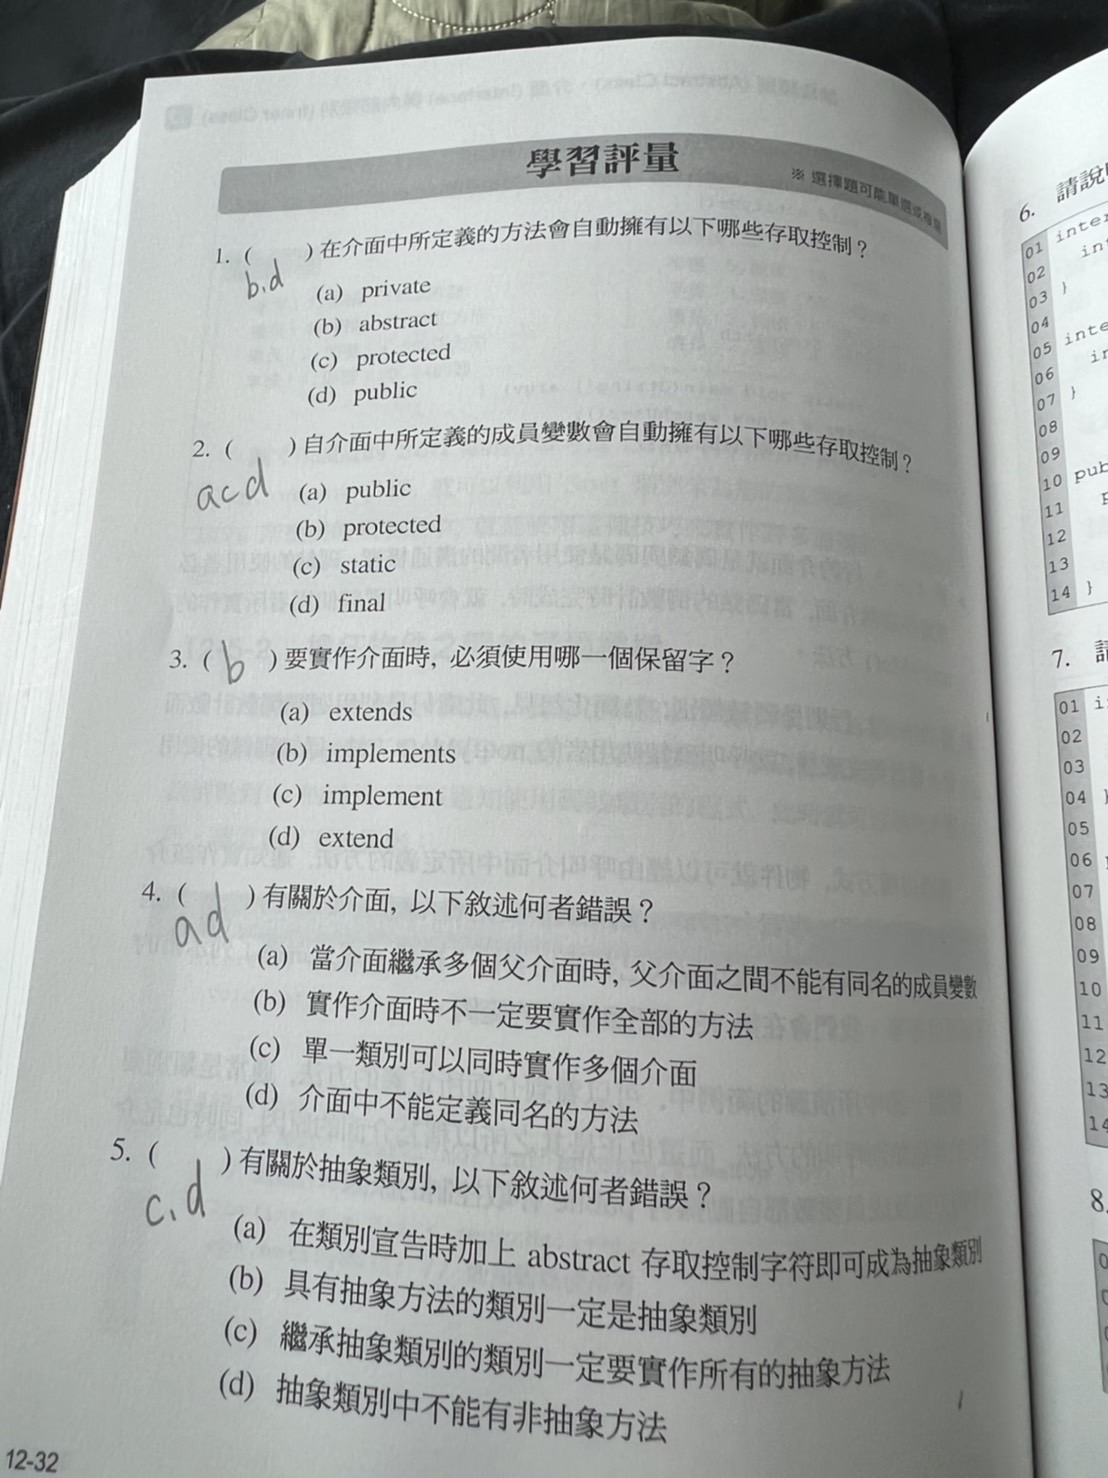 學習評量
※ 選擇題可能單選或複選
1. ( ) 在介面中所定義的方法會自動擁有以下哪些存取控制？
b,d
(a) private
(b) abstract
(c) protected
(d) public
2. ( ) 自介面中所定義的成員變數會自動擁有以下哪些存取控制？
acd
(a) public
(b) protected
(c) static
(d) final
3. ( b ) 要實作介面時, 必須使用哪一個保留字？
(a) extends
(b) implements
(c) implement
(d) extend
4. ( ) 有關於介面, 以下敘述何者錯誤？
ad
(a) 當介面繼承多個父介面時, 父介面之間不能有同名的成員變數
(b) 實作介面時不一定要實作全部的方法
(c) 單一類別可以同時實作多個介面
(d) 介面中不能定義同名的方法
5. ( ) 有關於抽象類別, 以下敘述何者錯誤？
c,d
(a) 在類別宣告時加上 abstract 存取控制字符即可成為抽象類別
(b) 具有抽象方法的類別一定是抽象類別
(c) 繼承抽象類別的類別一定要實作所有的抽象方法
(d) 抽象類別中不能有非抽象方法
12-32
6. 請說
01 inter
02 in
03 }
04
05 inte
06 i
07 }
08
09
10 pub
11
12
13
14 }
7.
01 i
02
03
04
05
06
07
08
09
10
11
12
13
14
8.